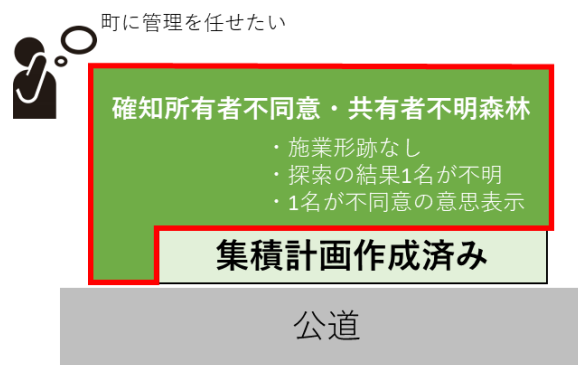 町に管理を任せたい
確知所有者不同意・共有者不明森林
・施業形跡なし
・探索の結果1名が不明
・1名が不同意の意思表示
集積計画作成済み
公道